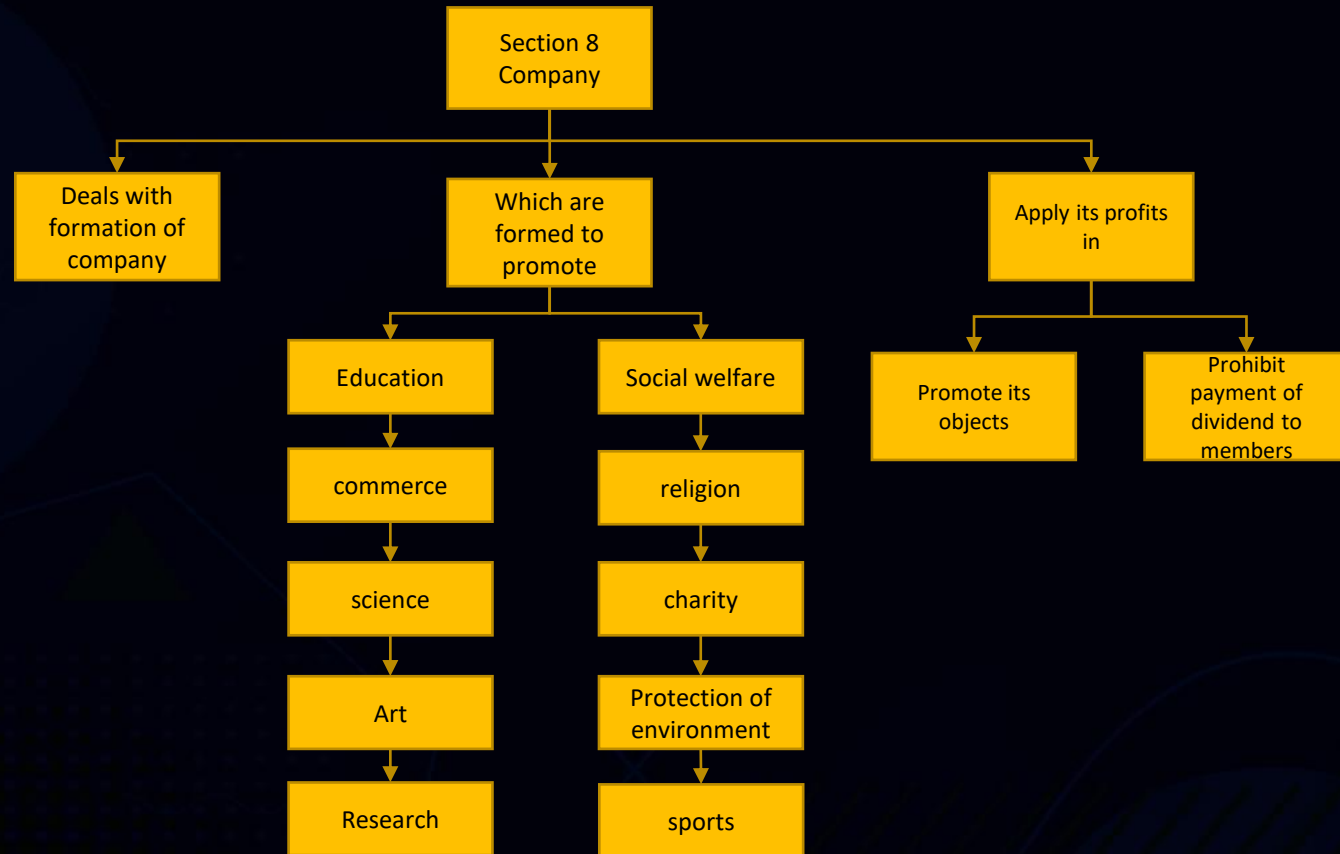 Section 8
Company
Deals with
formation of
company
Which are
formed to
promote
Apply its profits
in
Education
Social welfare
Promote its
objects
Prohibit
payment of
dividend to
members
commerce
religion
science
charity
Art
Protection of
environment
Research
sports